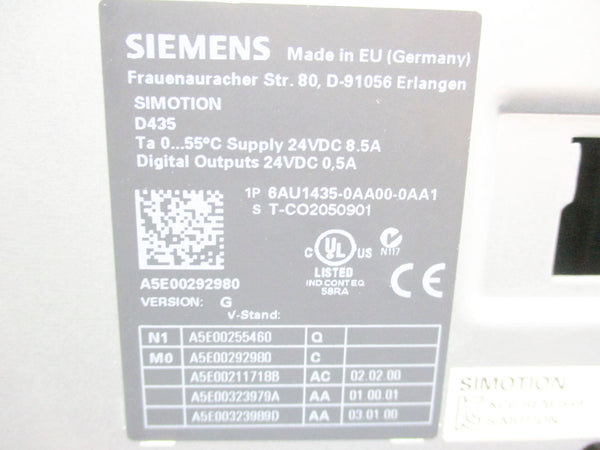 SIEMENS Made in EU (Germany)
Frauenauracher Str. 80, D-91056 Erlangen
SIMOTION
D435
Ta 0...55°C Supply 24VDC 8.5A
Digital Outputs 24VDC 0,5A
1P 6AU1435-0AA00-0AA1
S T-CO2050901
C UL US N117
LISTED
IND CONT EQ
58RA
CE
A5E00292980
VERSION: G
V-Stand:
N1 A5E00255460 Q
M0 A5E00292980 C
A5E00211718B AC 02.02.00
A5E00323979A AA 01.00.01
A5E00323989D AA 03.01.00
SIMOTION
SIMOTION